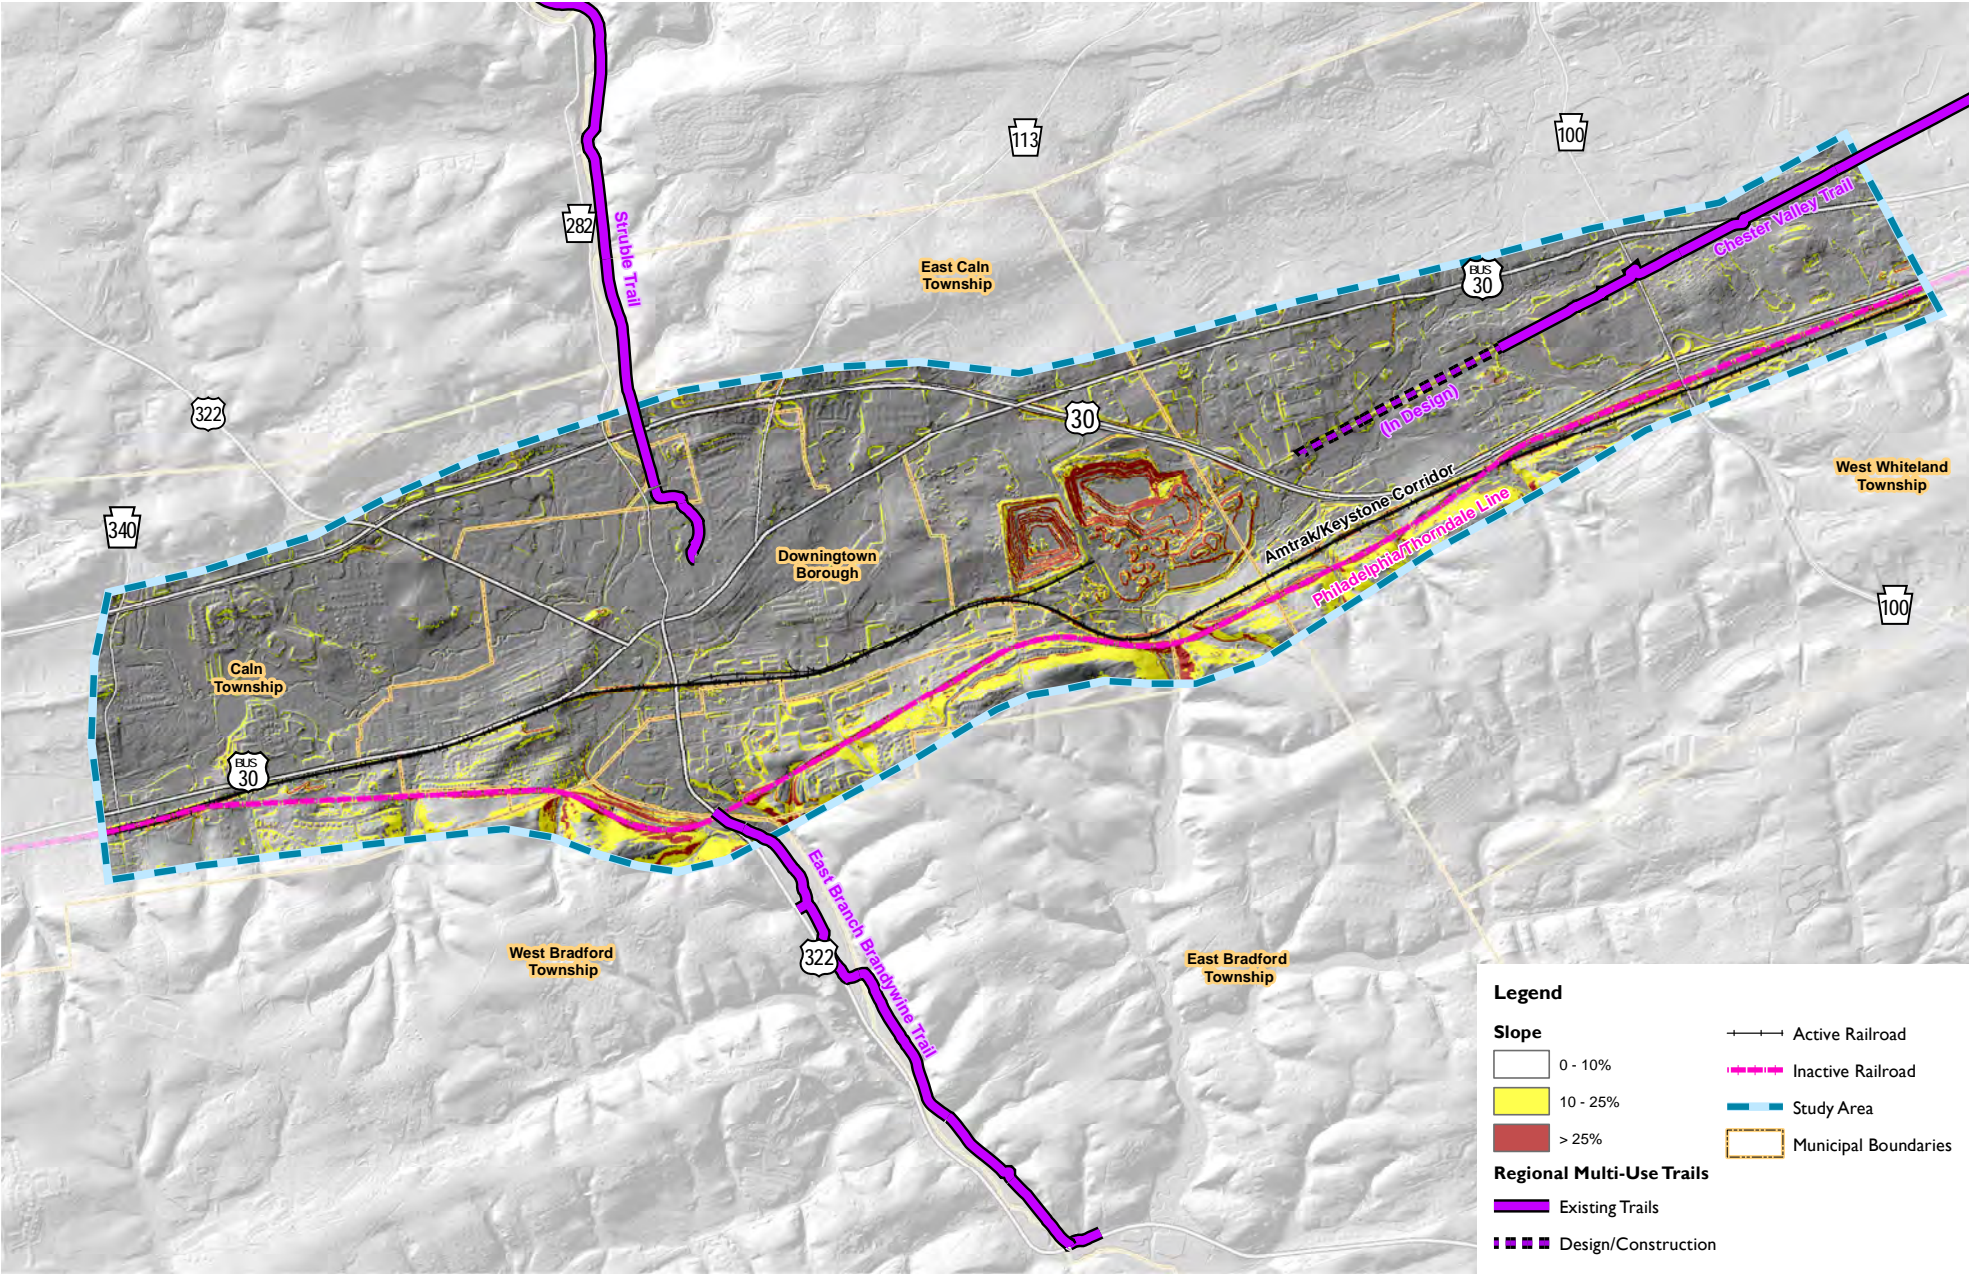 113
100
282
Struble Trail
Chester Valley Trail
East Caln
Township
BUS
30
322
30
(In Design)
340
West Whiteland
Township
Amtrak/Keystone Corridor
Philadelphia/Thorndale Line
Downingtown
Borough
100
Caln
Township
BUS
30
East Branch Brandywine Trail
West Bradford
Township
322
East Bradford
Township
Legend
Slope
0 - 10%
10 - 25%
> 25%
Regional Multi-Use Trails
Existing Trails
Design/Construction
Active Railroad
Inactive Railroad
Study Area
Municipal Boundaries